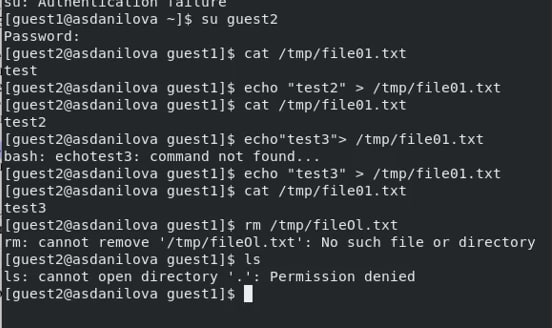 su: Authentication failure
[guest1@asdanilova ~]$ su guest2
Password:
[guest2@asdanilova guest1]$ cat /tmp/file01.txt
test
[guest2@asdanilova guest1]$ echo "test2" > /tmp/file01.txt
[guest2@asdanilova guest1]$ cat /tmp/file01.txt
test2
[guest2@asdanilova guest1]$ echo"test3"> /tmp/file01.txt
bash: echotest3: command not found...
[guest2@asdanilova guest1]$ echo "test3" > /tmp/file01.txt
[guest2@asdanilova guest1]$ cat /tmp/file01.txt
test3
[guest2@asdanilova guest1]$ rm /tmp/fileOl.txt
rm: cannot remove '/tmp/fileOl.txt': No such file or directory
[guest2@asdanilova guest1]$ ls
ls: cannot open directory '.': Permission denied
[guest2@asdanilova guest1]$